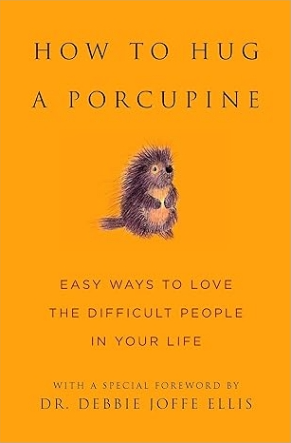 HOW TO HUG
A PORCUPINE
EASY WAYS TO LOVE
THE DIFFICULT PEOPLE
IN YOUR LIFE
WITH A SPECIAL FOREWORD BY
DR. DEBBIE JOFFE ELLIS